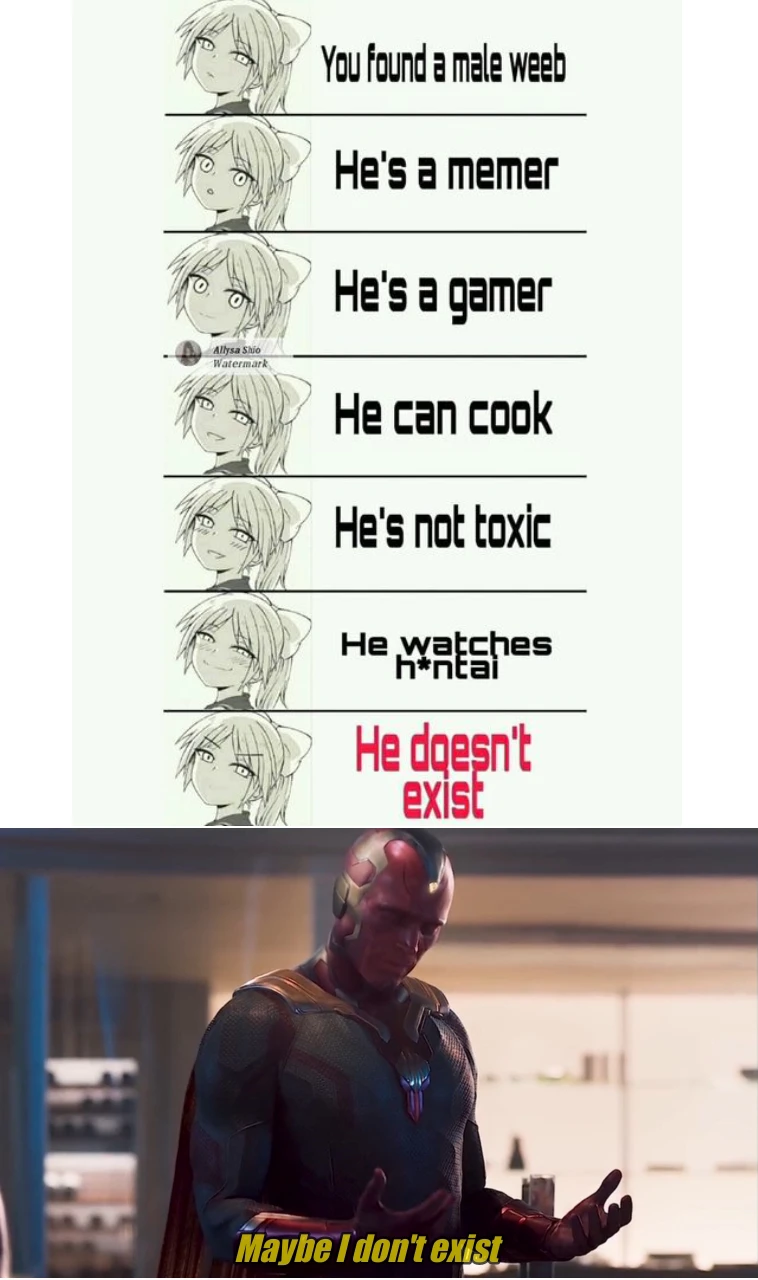 You found a male weeb
He's a memer
He's a gamer
Allysa Shio
Watermark
He can cook
He's not toxic
He watches
h*ntai
He doesn't
exist
Maybe I don't exist